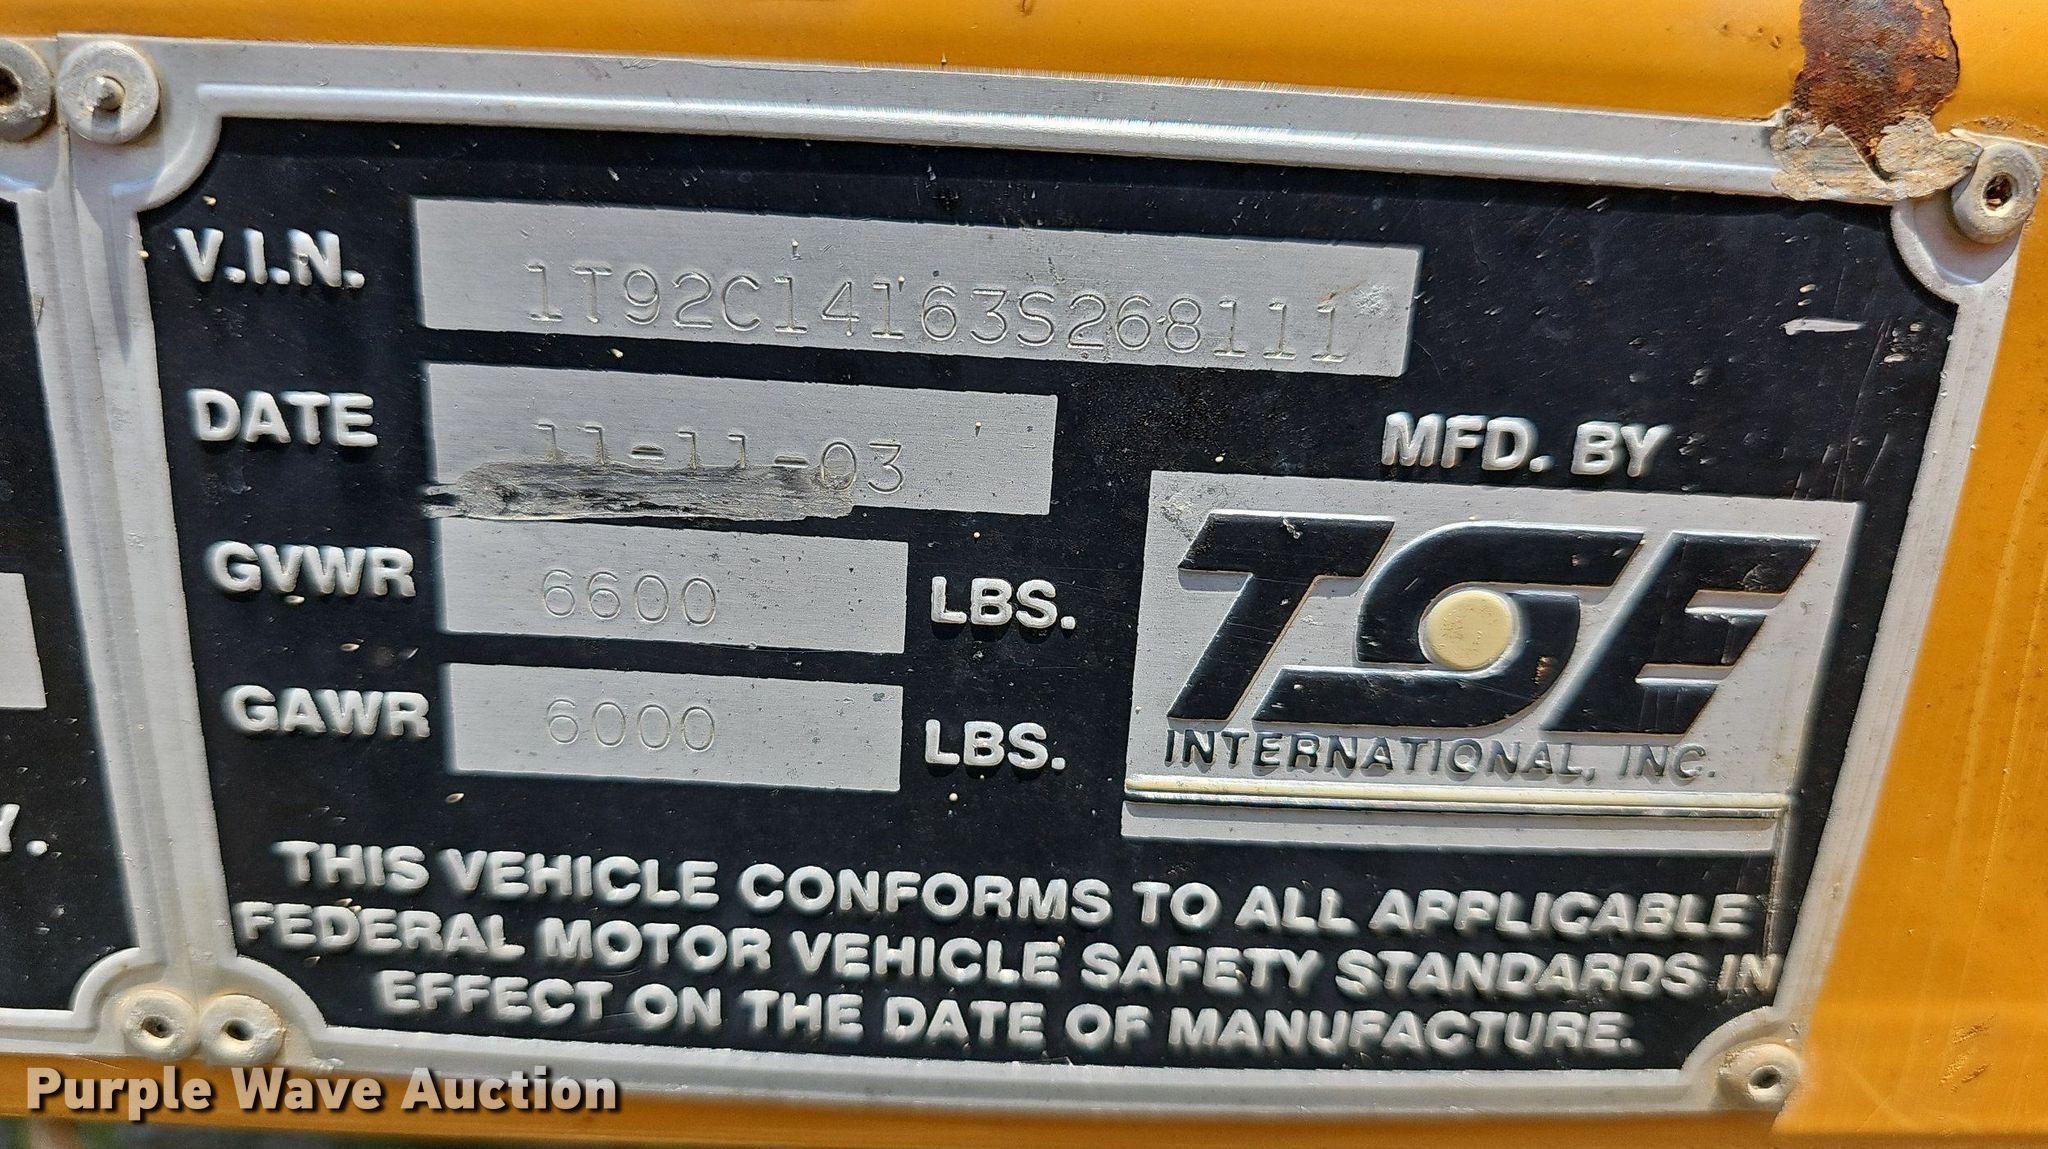 V.I.N. 1T92C14163S268111
DATE 11-11-03
MFD. BY
GVWR 6600 LBS.
TSE
GAWR 6000 LBS.
INTERNATIONAL, INC.
THIS VEHICLE CONFORMS TO ALL APPLICABLE
FEDERAL MOTOR VEHICLE SAFETY STANDARDS IN
EFFECT ON THE DATE OF MANUFACTURE.
Y.
Purple Wave Auction